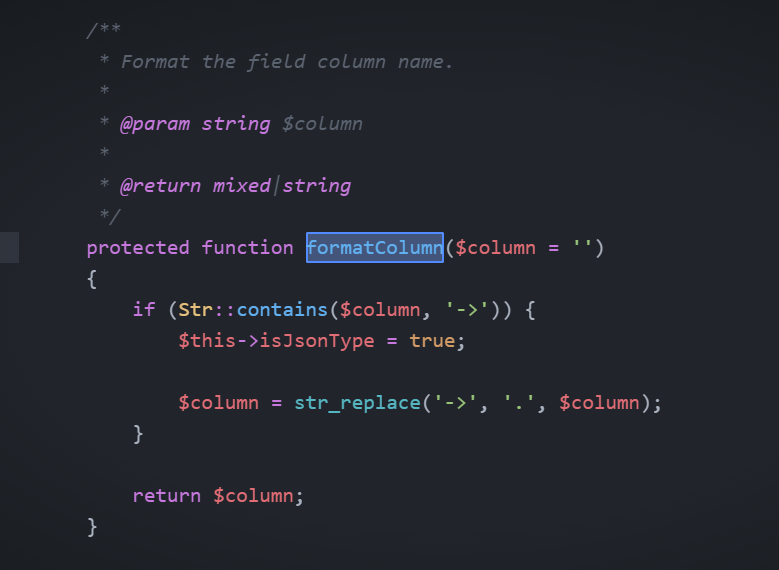 /**
 * Format the field column name.
 *
 * @param string $column
 *
 * @return mixed|string
 */
protected function formatColumn($column = '')
{
    if (Str::contains($column, '->')) {
        $this->isJsonType = true;

        $column = str_replace('->', '.', $column);
    }

    return $column;
}